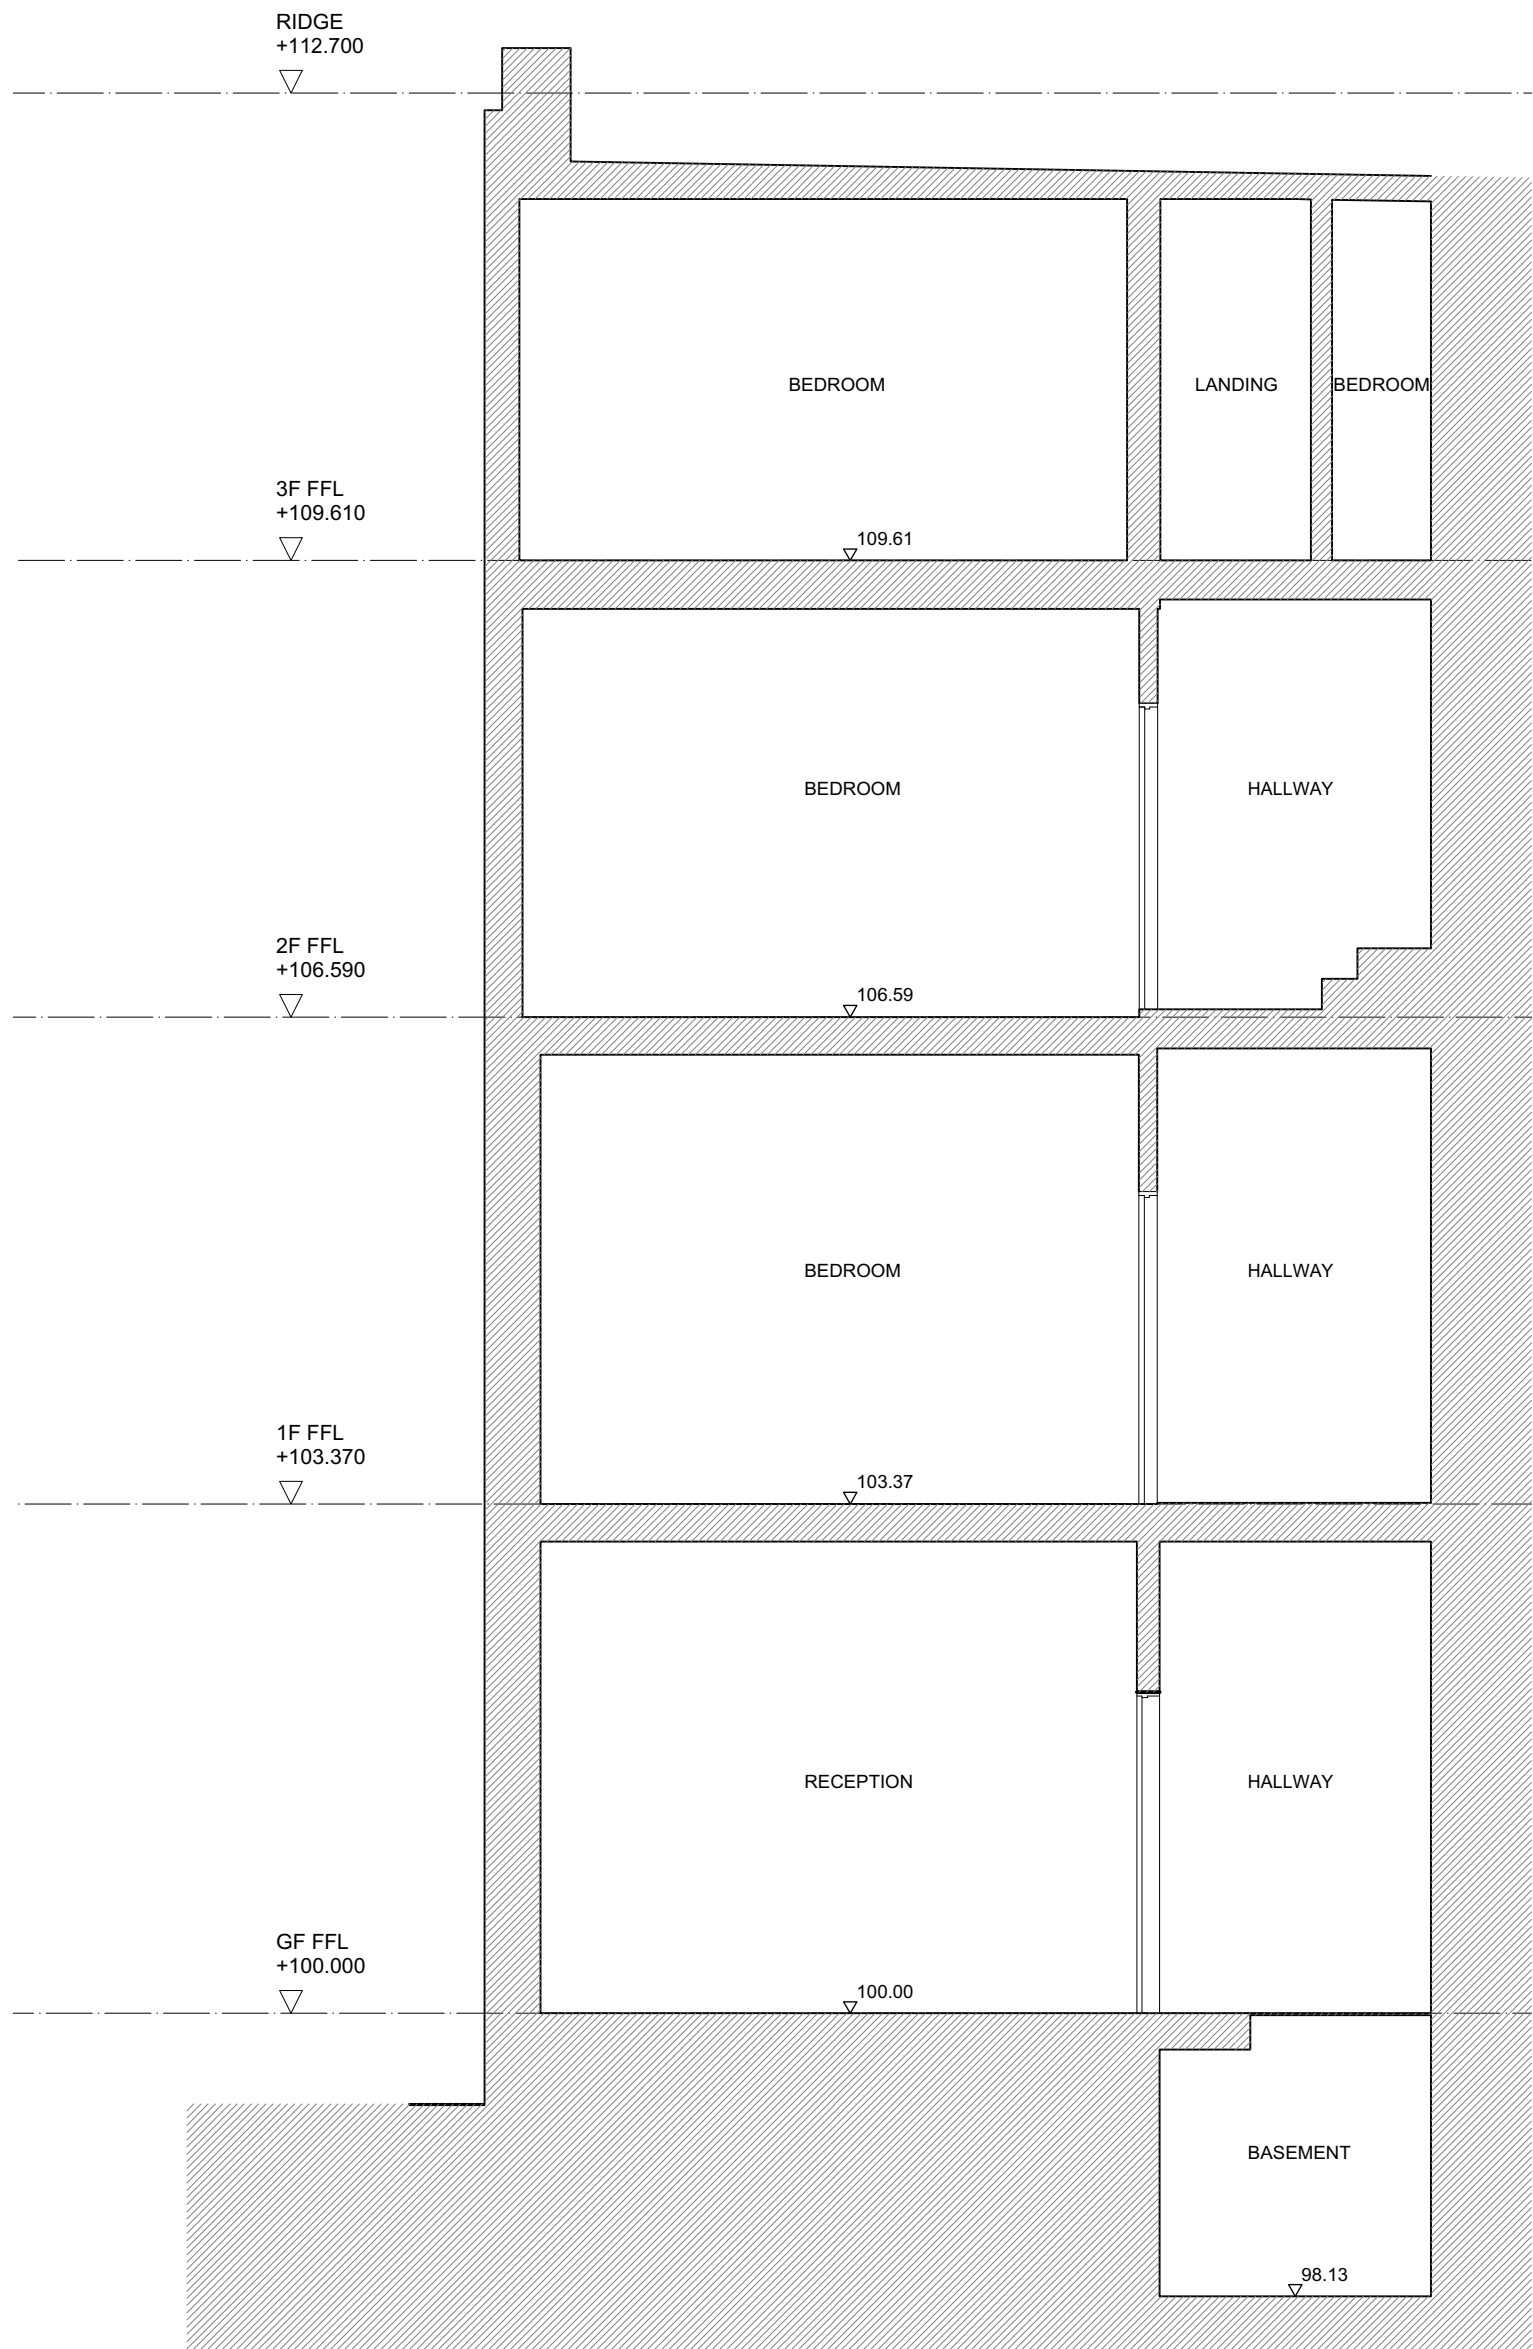 RIDGE
+112.700
BEDROOM
LANDING
BEDROOM
3F FFL
+109.610
109.61
BEDROOM
HALLWAY
2F FFL
+106.590
106.59
BEDROOM
HALLWAY
1F FFL
+103.370
103.37
RECEPTION
HALLWAY
GF FFL
+100.000
100.00
BASEMENT
98.13